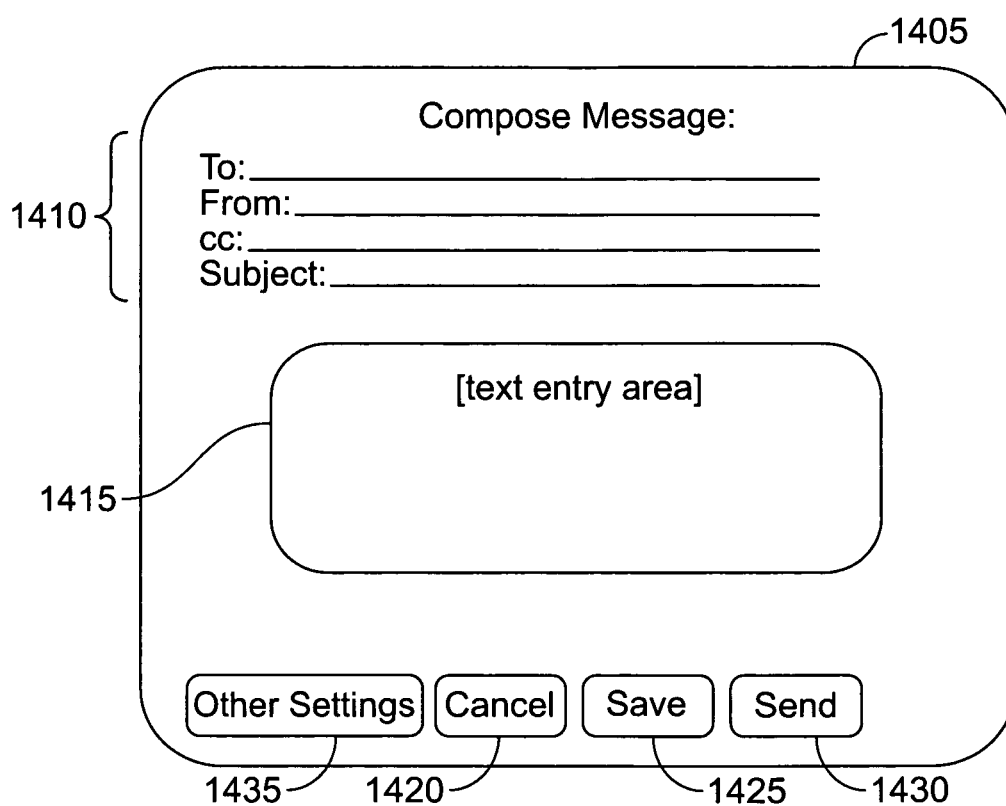 1405
Compose Message:
To:
From:
1410
cc:
Subject:
[text entry area]
1415
Other Settings Cancel Save Send
1435 1420 1425 1430